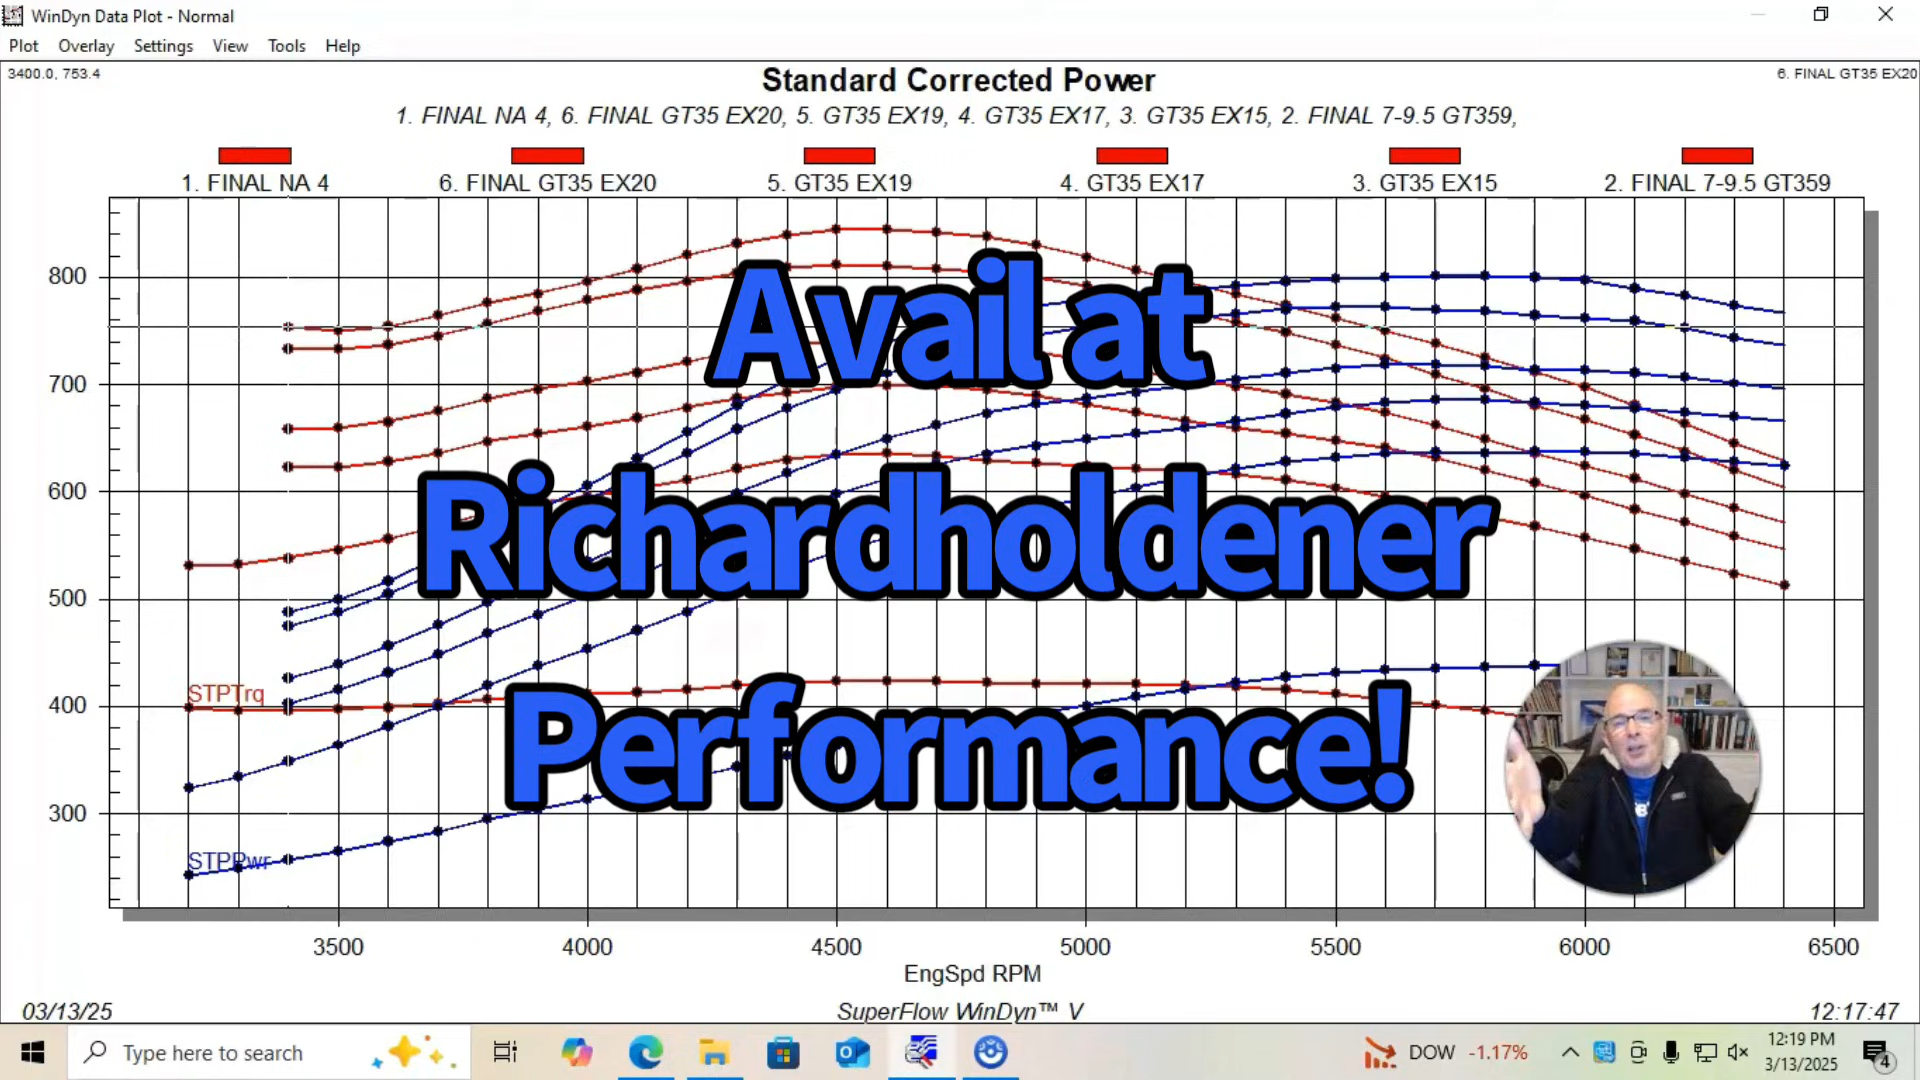 WinDyn Data Plot - Normal
Plot Overlay Settings View Tools Help
3400.0, 753.4
Standard Corrected Power
6. FINAL GT35 EX20
1. FINAL NA 4, 6. FINAL GT35 EX20, 5. GT35 EX19, 4. GT35 EX17, 3. GT35 EX15, 2. FINAL 7-9.5 GT359,
1. FINAL NA 4 6. FINAL GT35 EX20 5. GT35 EX19 4. GT35 EX17 3. GT35 EX15 2. FINAL 7-9.5 GT359
800
Avail at
700
600
Richardholdener
500
STPTrq
400
Performance!
300
STPPwr
3500 4000 4500 5000 5500 6000 6500
EngSpd RPM
03/13/25 SuperFlow WinDyn™ V 12:17:47
Type here to search
DOW -1.17%
12:19 PM
3/13/2025
4